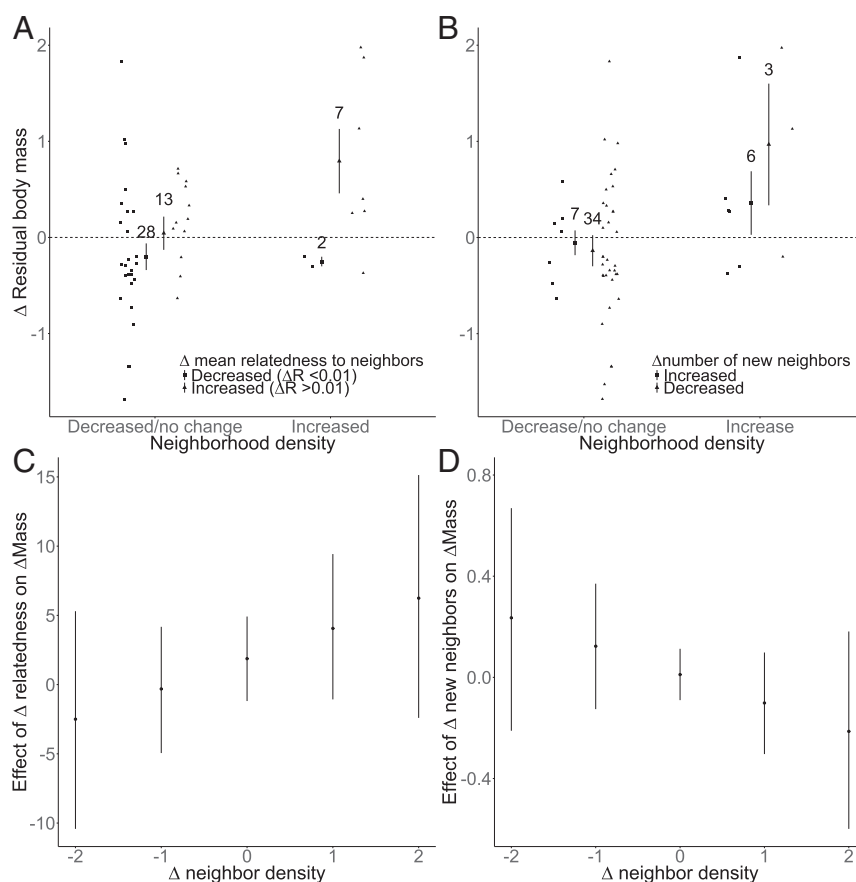 A
2
1
0
-1
Δ Residual body mass
28
13
2
7
Δ mean relatedness to neighbors
Decreased (ΔR <0.01)
Increased (ΔR >0.01)
Decreased/no change
Increased
Neighborhood density
B
2
1
0
-1
7
34
6
3
Δnumber of new neighbors
Increased
Decreased
Decrease/no change
Increase
Neighborhood density
C
15
10
5
0
-5
-10
Effect of Δ relatedness on ΔMass
-2
-1
0
1
2
Δ neighbor density
D
0.8
0.4
0.0
-0.4
Effect of Δ new neighbors on ΔMass
-2
-1
0
1
2
Δ neighbor density